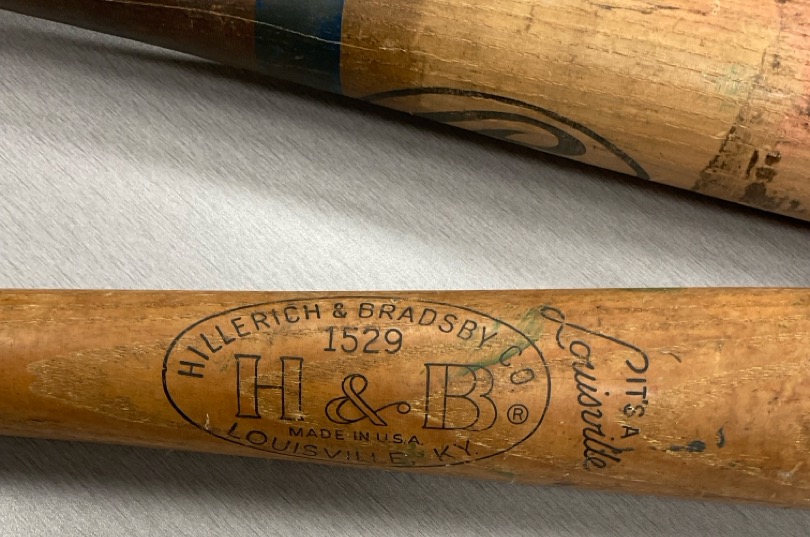 HILLERICH & BRADSBY CO.
1529
H & B ®
MADE IN U.S.A.
LOUISVILLE, KY.
IT'S A
Louisville